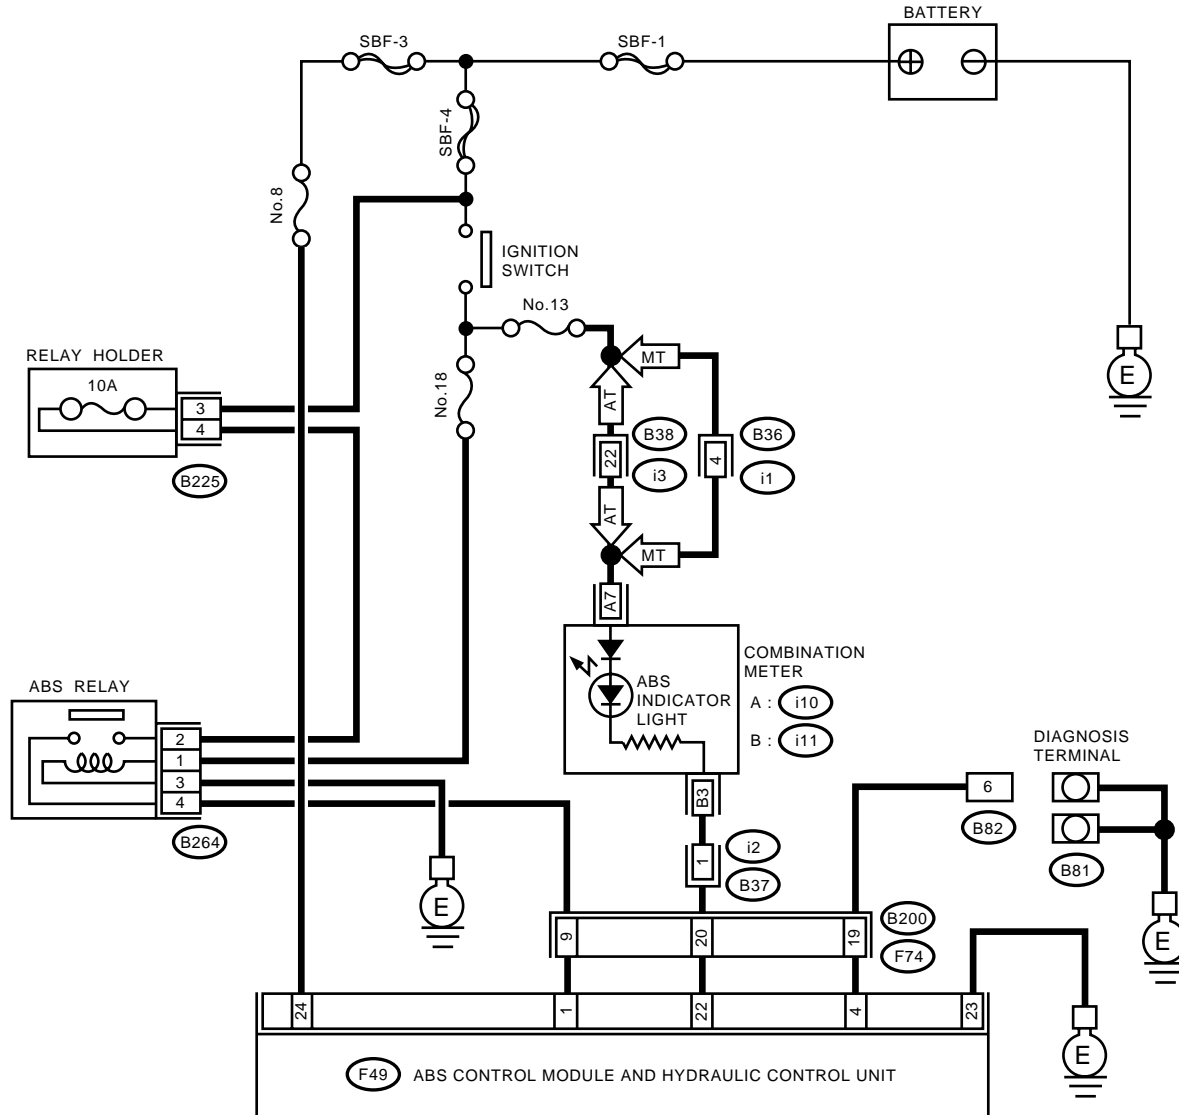 BATTERY
SBF-3
SBF-1
SBF-4
No.8
IGNITION
SWITCH
No.13
RELAY HOLDER
10A
3
4
B225
No.18
MT
AT
B38
B36
22
4
i3
i1
AT
MT
A7
E
COMBINATION
METER
ABS
INDICATOR
LIGHT
A : i10
B : i11
ABS RELAY
2
1
3
4
B264
DIAGNOSIS
TERMINAL
6
B82
B81
B3
i2
1
B37
E
9
20
19
B200
F74
E
24
1
22
4
23
E
F49 ABS CONTROL MODULE AND HYDRAULIC CONTROL UNIT